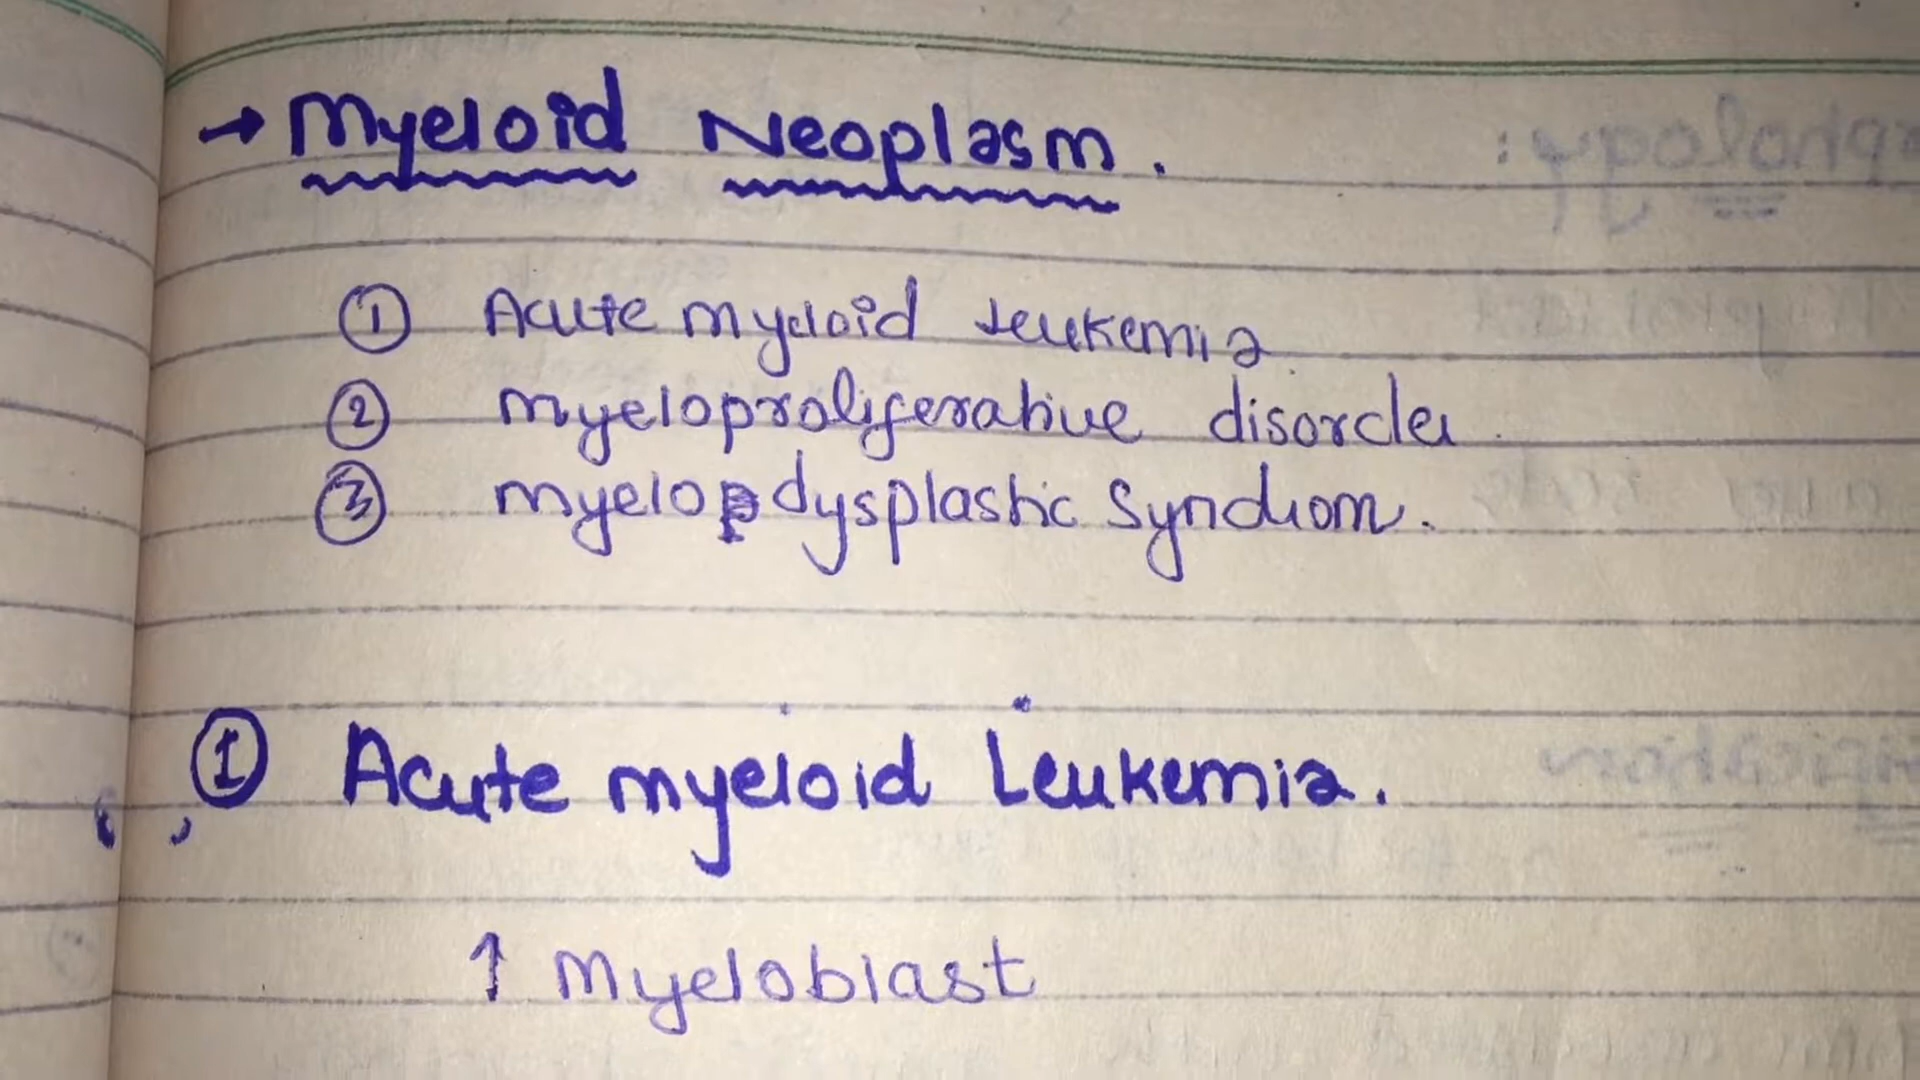 → Myeloid Neoplasm.
① Acute myeloid leukemia
② myeloproliferative disorder.
③ myelodysplastic syndrom.
① Acute myeloid Leukemia.
↑ Myeloblast